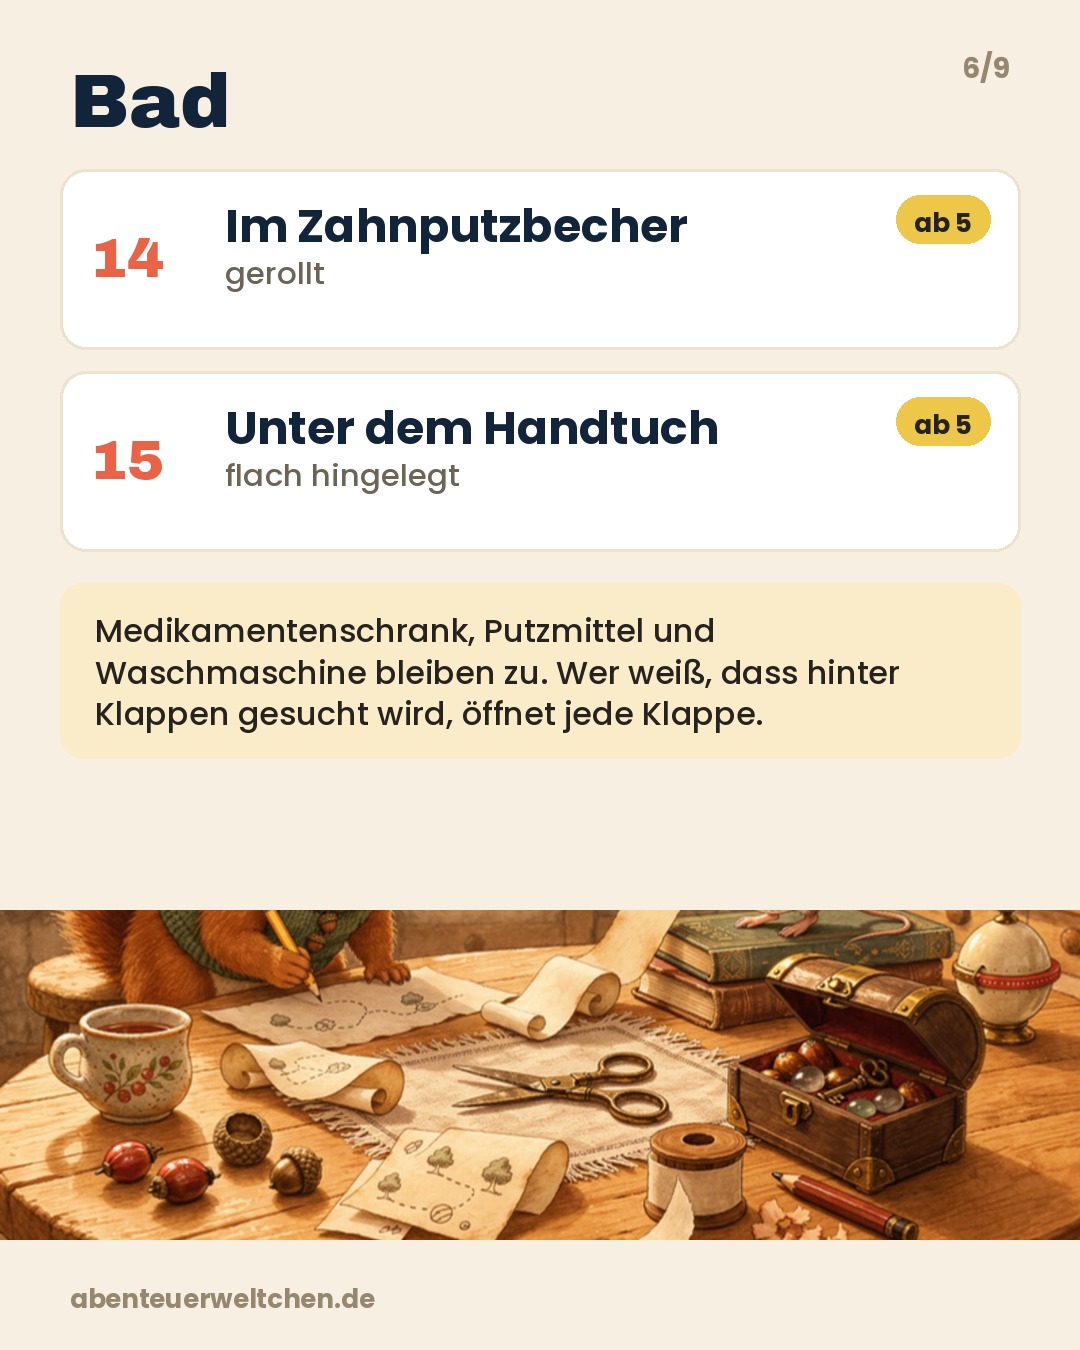 6/9
Bad
14
Im Zahnputzbecher
ab 5
gerollt
15
Unter dem Handtuch
ab 5
flach hingelegt
Medikamentenschrank, Putzmittel und
Waschmaschine bleiben zu. Wer weiß, dass hinter
Klappen gesucht wird, öffnet jede Klappe.
abenteuerweltchen.de